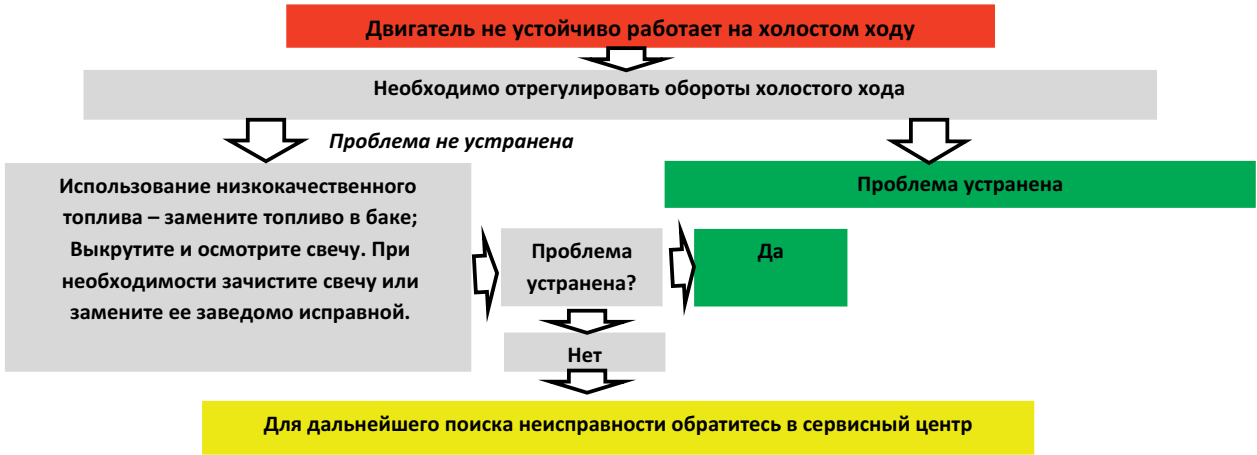 Двигатель не устойчиво работает на холостом ходу
Необходимо отрегулировать обороты холостого хода
Проблема не устранена
Использование низкокачественного
топлива – замените топливо в баке;
Выкрутите и осмотрите свечу. При
необходимости зачистите свечу или
замените ее заведомо исправной.
Проблема устранена
Проблема
устранена?
Да
Нет
Для дальнейшего поиска неисправности обратитесь в сервисный центр